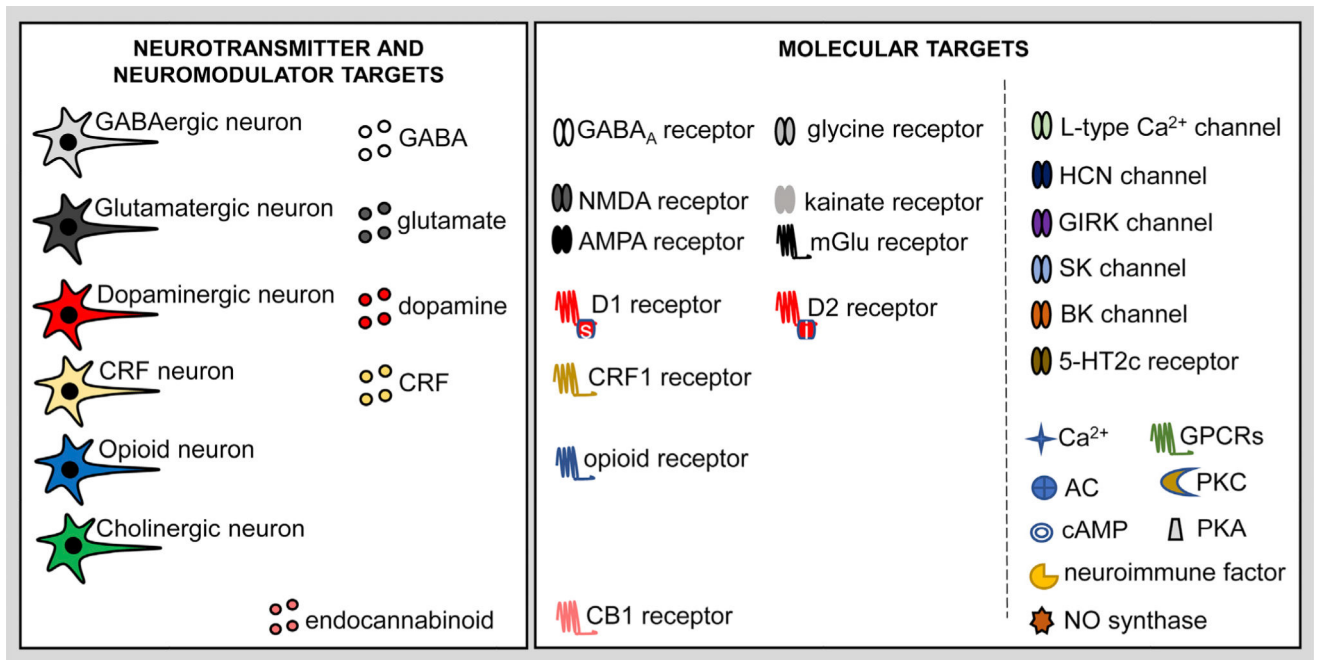 NEUROTRANSMITTER AND
NEUROMODULATOR TARGETS
GABAergic neuron
GABA
Glutamatergic neuron
glutamate
Dopaminergic neuron
dopamine
CRF neuron
CRF
Opioid neuron
Cholinergic neuron
endocannabinoid
MOLECULAR TARGETS
GABAA receptor
glycine receptor
NMDA receptor
kainate receptor
AMPA receptor
mGlu receptor
D1 receptor
s
D2 receptor
i
CRF1 receptor
opioid receptor
CB1 receptor
L-type Ca2+ channel
HCN channel
GIRK channel
SK channel
BK channel
5-HT2c receptor
Ca2+
GPCRs
AC
PKC
cAMP
PKA
neuroimmune factor
NO synthase